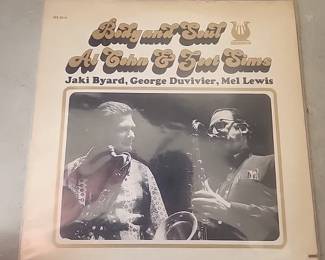 Body and Soul
Al Cohn & Zoot Sims
Jaki Byard, George Duvivier, Mel Lewis